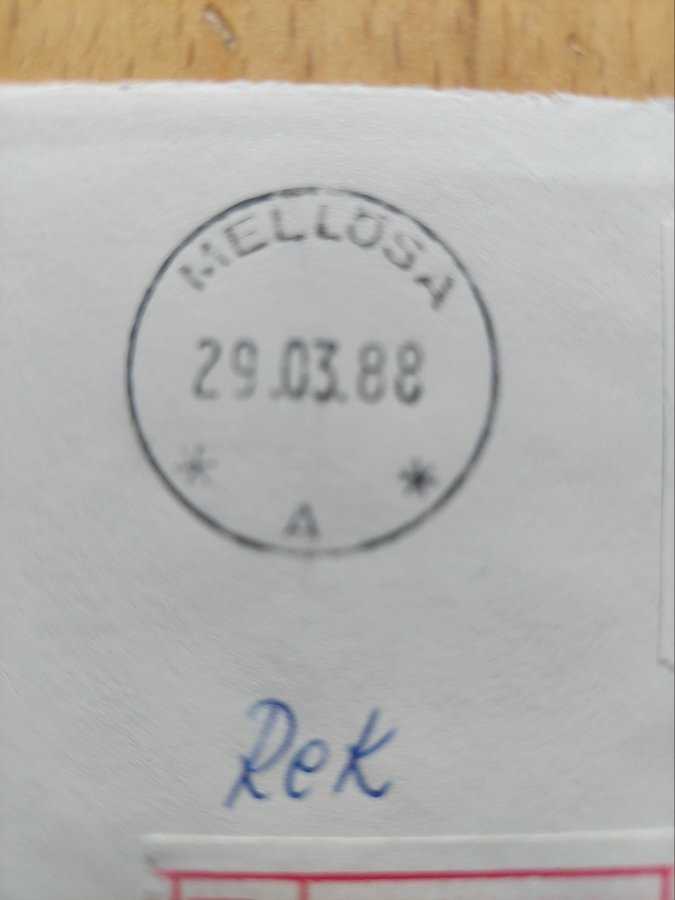 MELLÖSA
29.03.88
* *
A
Rek